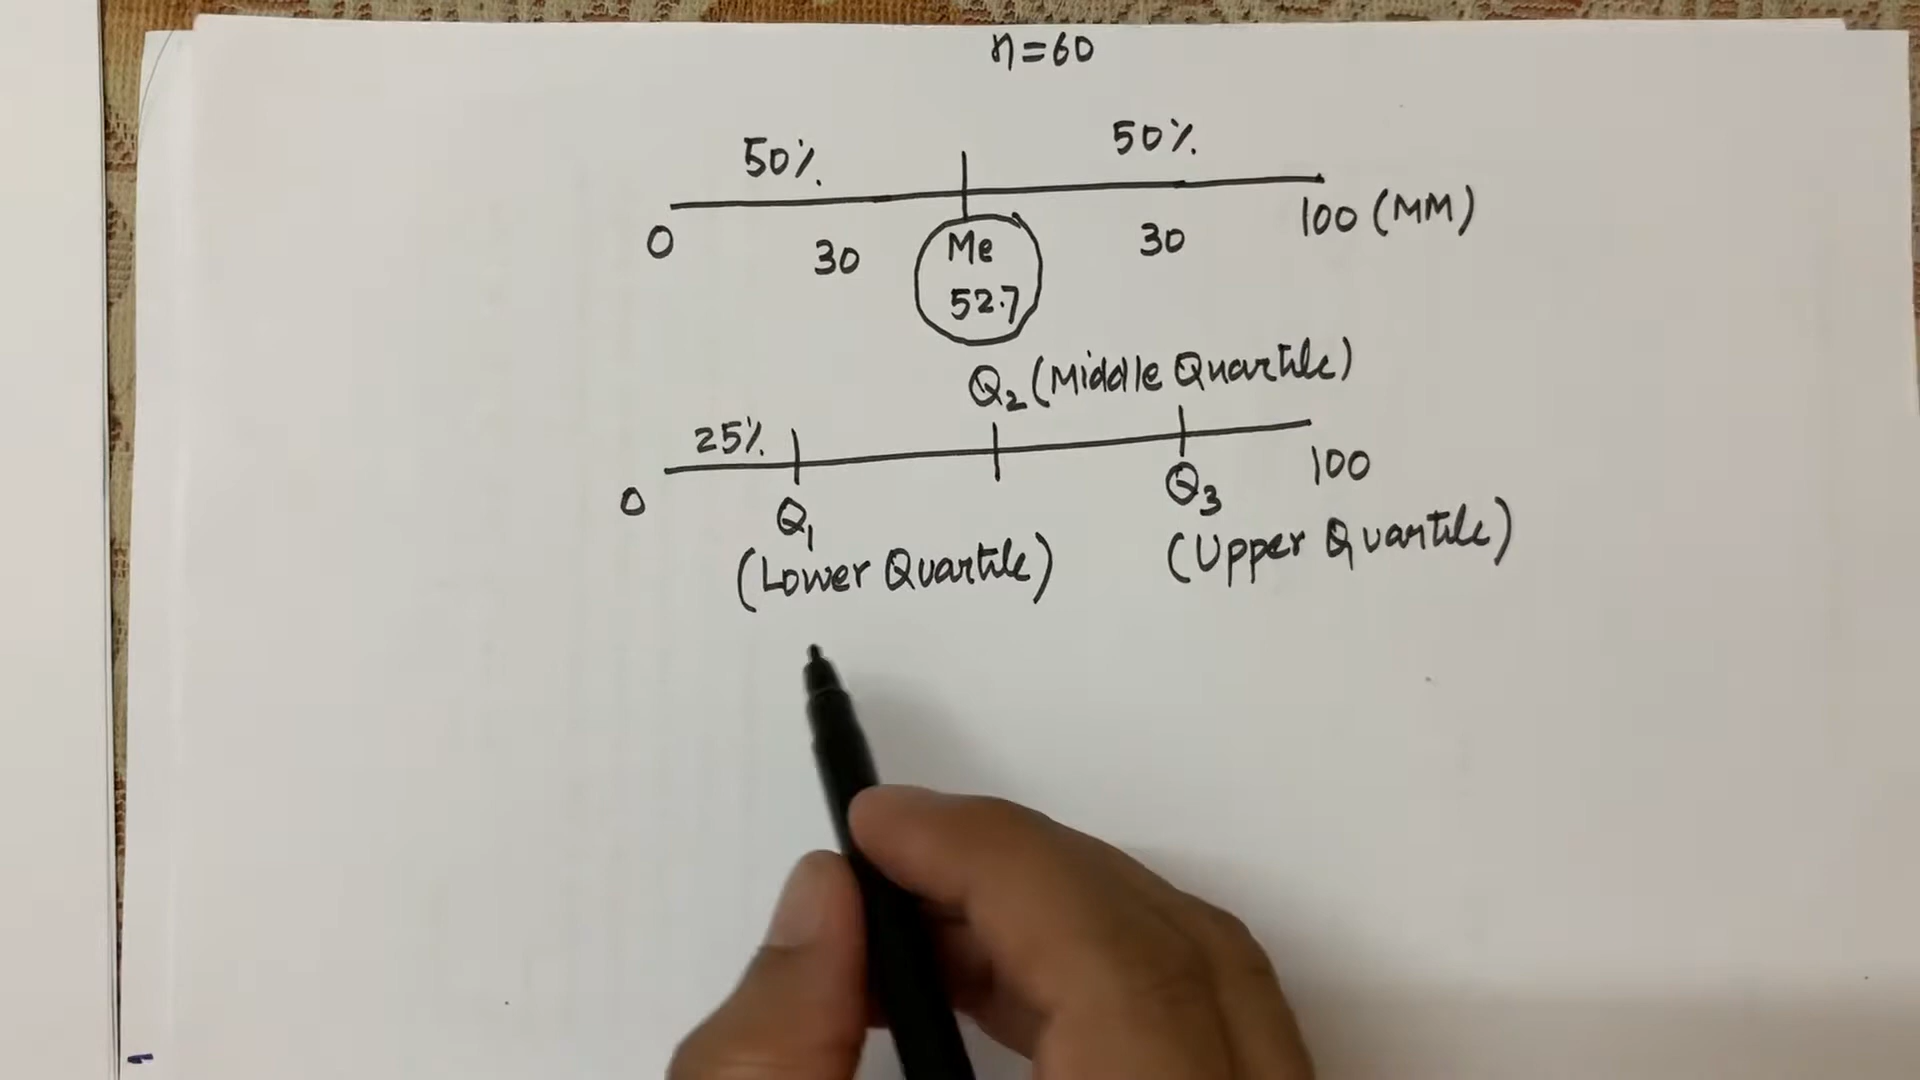 n=60
50%. 50%.
0 30 Me 30 100 (MM)
52.7
Q2 (Middle Quartile)
25%.
0 Q1 Q3 100
(Lower Quartile) (Upper Quartile)